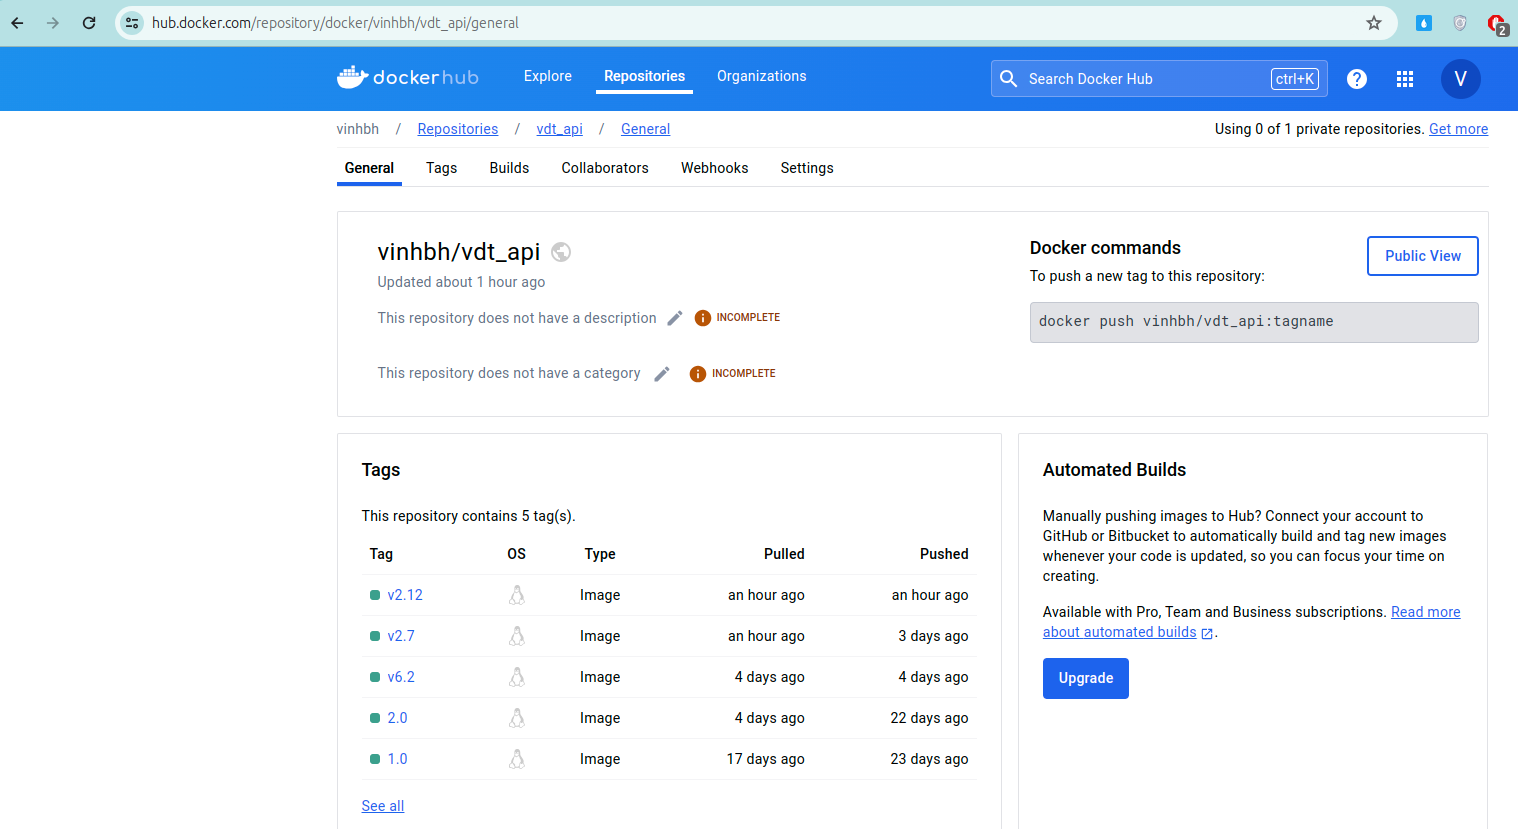 hub.docker.com/repository/docker/vinhbh/vdt_api/general
2
dockerhub
Explore
Repositories
Organizations
Search Docker Hub
ctrl+K
?
V
vinhbh / Repositories / vdt_api / General
Using 0 of 1 private repositories. Get more
General
Tags
Builds
Collaborators
Webhooks
Settings
vinhbh/vdt_api
Updated about 1 hour ago
This repository does not have a description
INCOMPLETE
This repository does not have a category
INCOMPLETE
Docker commands
To push a new tag to this repository:
Public View
docker push vinhbh/vdt_api:tagname
Tags
This repository contains 5 tag(s).
Tag OS Type Pulled Pushed
v2.12 Image an hour ago an hour ago
v2.7 Image an hour ago 3 days ago
v6.2 Image 4 days ago 4 days ago
2.0 Image 4 days ago 22 days ago
1.0 Image 17 days ago 23 days ago
See all
Automated Builds
Manually pushing images to Hub? Connect your account to
GitHub or Bitbucket to automatically build and tag new images
whenever your code is updated, so you can focus your time on
creating.
Available with Pro, Team and Business subscriptions. Read more
about automated builds.
Upgrade